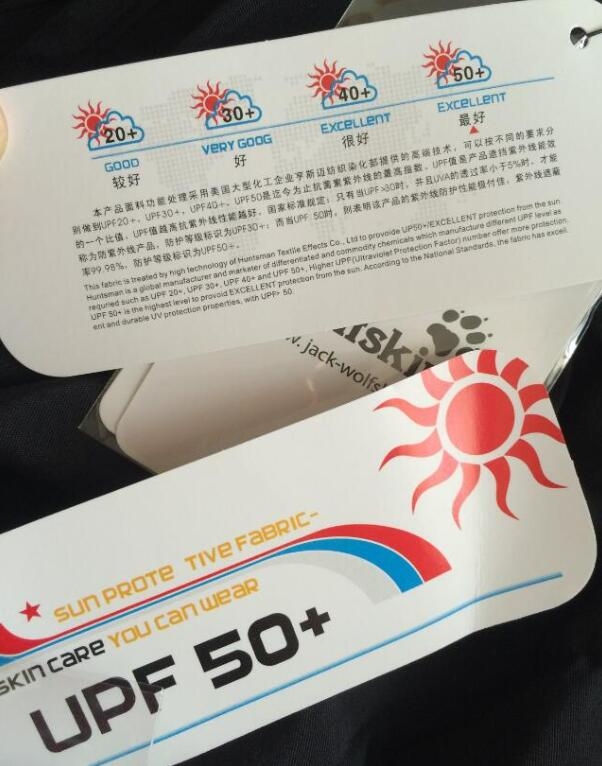 20+
30+
40+
50+
GOOD
VERY GOOG
EXCELLENT
EXCELLENT
较好
好
很好
最好
本产品面料功能处理采用美国大型化工企业亨斯迈纺织染化部提供的高端技术，可以按不同的要求分
别做到UPF20+、UPF30+、UPF40+。UPF50是迄今为止抗菌素紫外线的最高指数。UPF值是产品遮挡紫外线能效
的一个比值，UPF值越高抗紫外线性能越好。国家标准规定：只有当UPF>30时，并且UVA的透过率小于5%时，才能
称为防紫外线产品，防护等级标识为UPF30+；而当UPF 50时，则表明该产品的紫外线防护性能极付佳，紫外线遮蔽
率99.98%，防护等级标识为UPF50+。
This fabric is treated by high technology of Huntsman Textile Effects Co., Ltd to provoide UP50+/EXCELLENT protection from the sun.
Huntsman is a global manufacturer and marketer of differentiated and commodity chemicals which manufacture different UPF level as
requried such as UPF 20+, UPF 30+, UPF 40+ and UPF 50+, Higher UPF(Ultraviolet Protection Factor) number offer more protection,
UPF 50+ is the highest level to provoid EXCELLENT protection from the sun. According to the National Standards, the fabric has excell
ent and durable UV protection properties, with UPF> 50.
jack-wolfs
SUN PROTE TIVE FABRIC-
SKIN CARE YOU CAN WEAR
UPF 50+